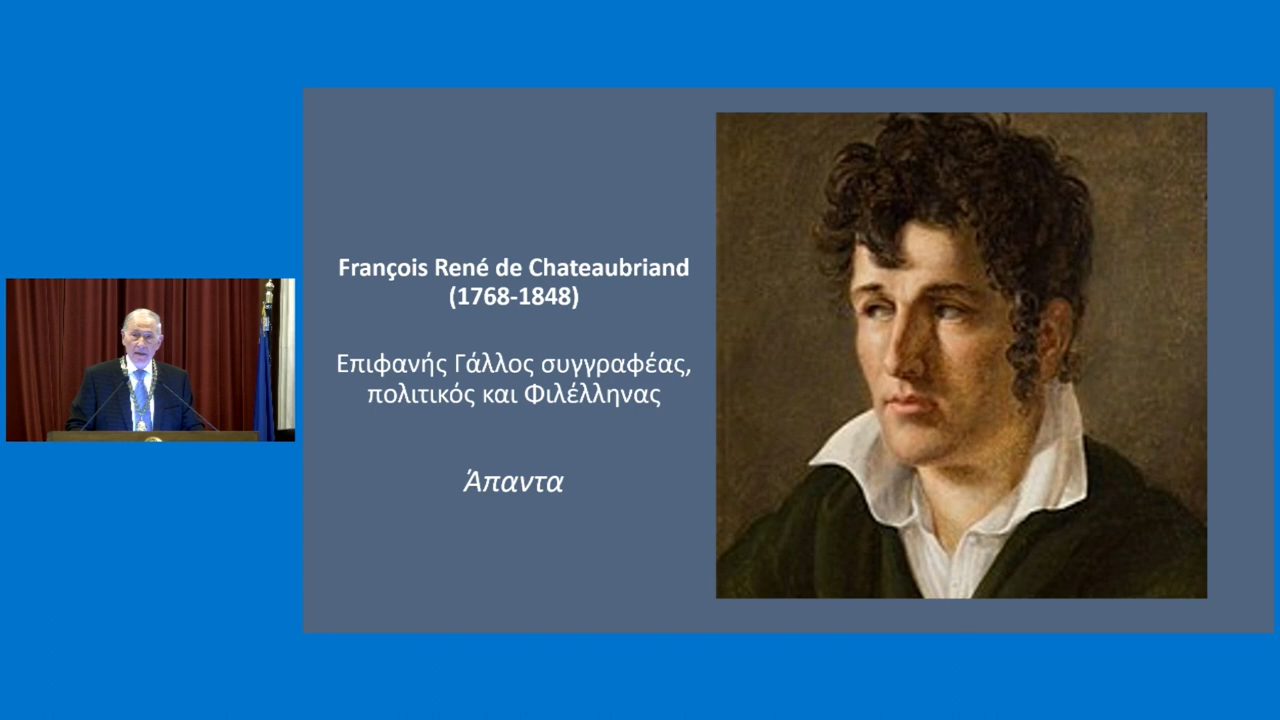 François René de Chateaubriand
(1768-1848)
Επιφανής Γάλλος συγγραφέας,
πολιτικός και Φιλέλληνας
Άπαντα